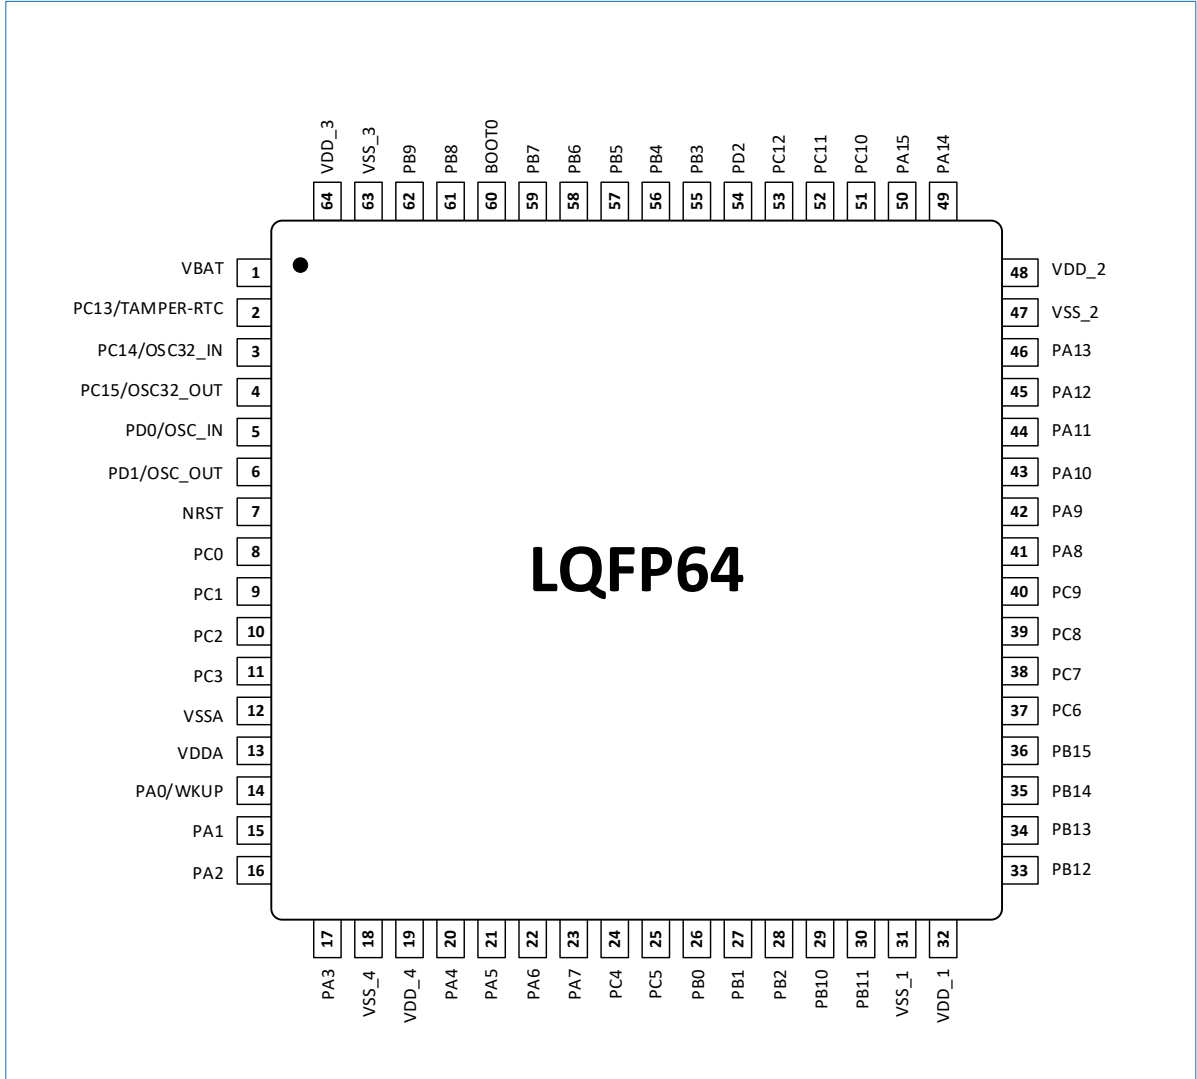 VDD_3
VSS_3
PB9
PB8
BOOT0
PB7
PB6
PB5
PB4
PB3
PD2
PC12
PC11
PC10
PA15
PA14
64
63
62
61
60
59
58
57
56
55
54
53
52
51
50
49
VBAT 1
PC13/TAMPER-RTC 2
PC14/OSC32_IN 3
PC15/OSC32_OUT 4
PD0/OSC_IN 5
PD1/OSC_OUT 6
NRST 7
PC0 8
PC1 9
PC2 10
PC3 11
VSSA 12
VDDA 13
PA0/WKUP 14
PA1 15
PA2 16
LQFP64
48 VDD_2
47 VSS_2
46 PA13
45 PA12
44 PA11
43 PA10
42 PA9
41 PA8
40 PC9
39 PC8
38 PC7
37 PC6
36 PB15
35 PB14
34 PB13
33 PB12
17
18
19
20
21
22
23
24
25
26
27
28
29
30
31
32
PA3
VSS_4
VDD_4
PA4
PA5
PA6
PA7
PC4
PC5
PB0
PB1
PB2
PB10
PB11
VSS_1
VDD_1